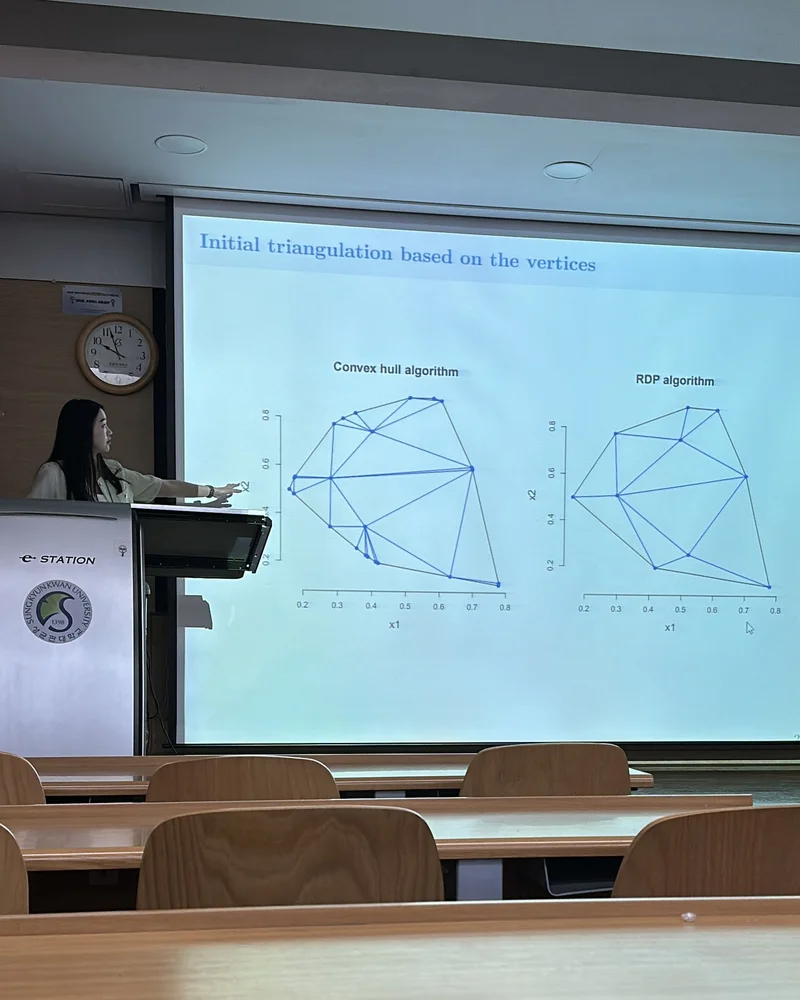 Initial triangulation based on the vertices
Convex hull algorithm
RDP algorithm
x2
0.8
0.6
0.4
0.2
0.2 0.3 0.4 0.5 0.6 0.7 0.8
x1
x2
0.8
0.6
0.4
0.2
0.2 0.3 0.4 0.5 0.6 0.7 0.8
x1
11 12 1
10 2
9 3
8 4
e-STATION
SUNGKYUNKWAN UNIVERSITY
1398
성균관대학교